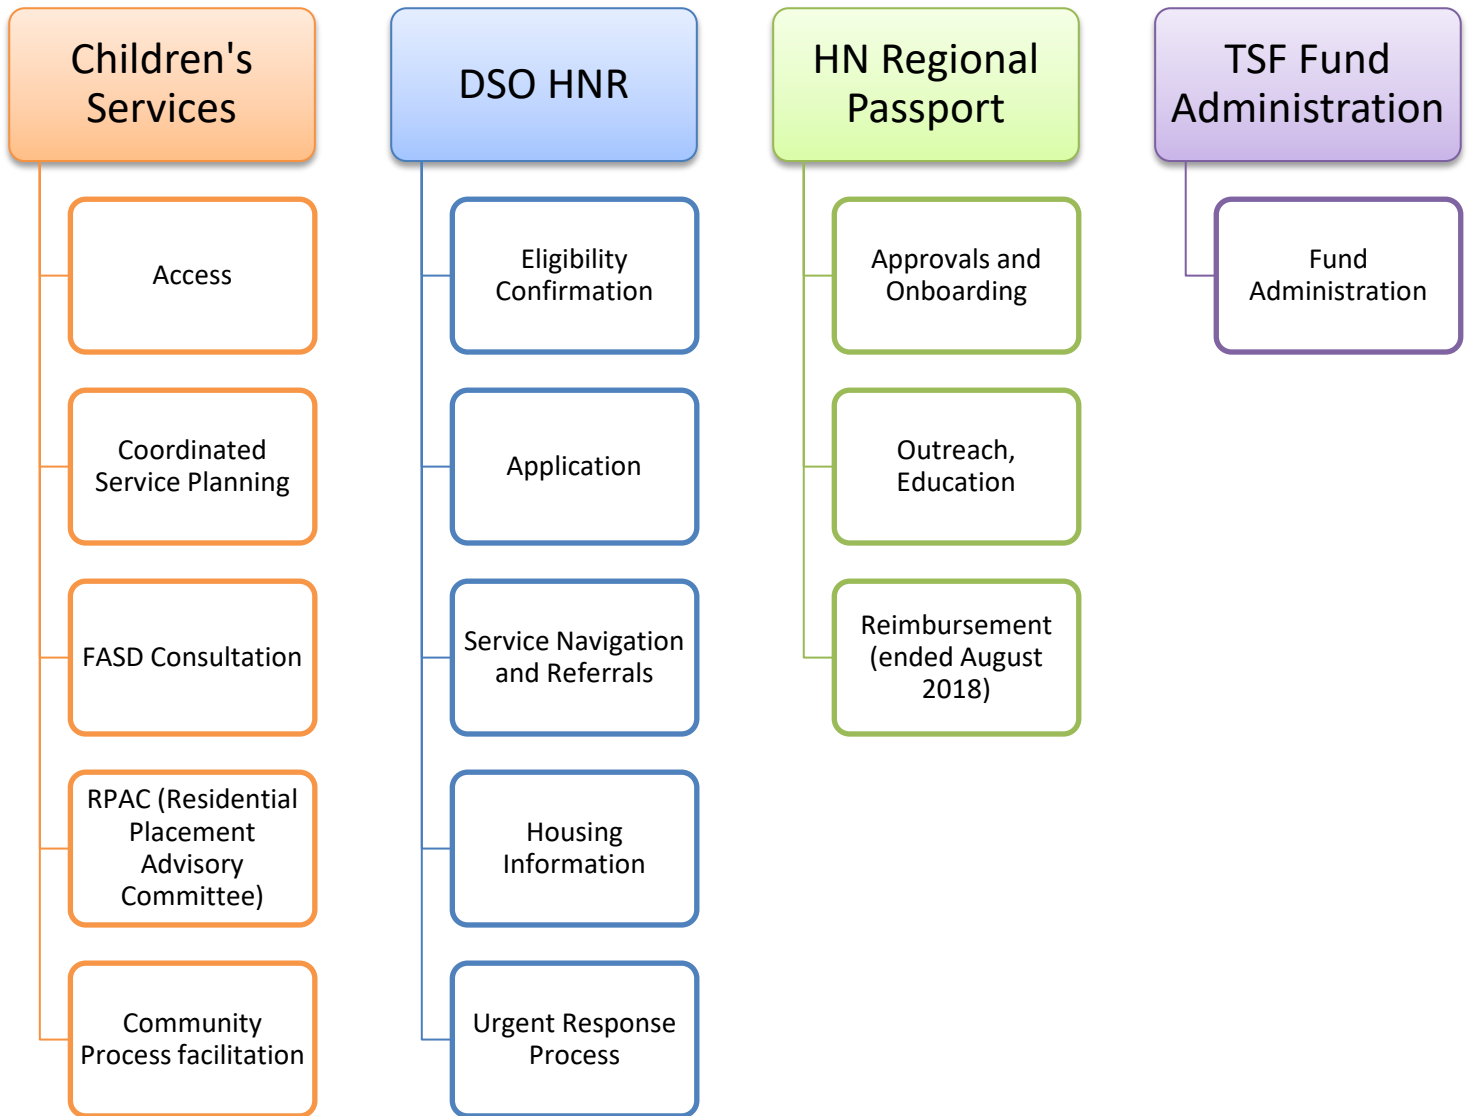 Children's
Services
Access
Coordinated
Service Planning
FASD Consultation
RPAC (Residential
Placement
Advisory
Committee)
Community
Process facilitation
DSO HNR
Eligibility
Confirmation
Application
Service Navigation
and Referrals
Housing
Information
Urgent Response
Process
HN Regional
Passport
Approvals and
Onboarding
Outreach,
Education
Reimbursement
(ended August
2018)
TSF Fund
Administration
Fund
Administration